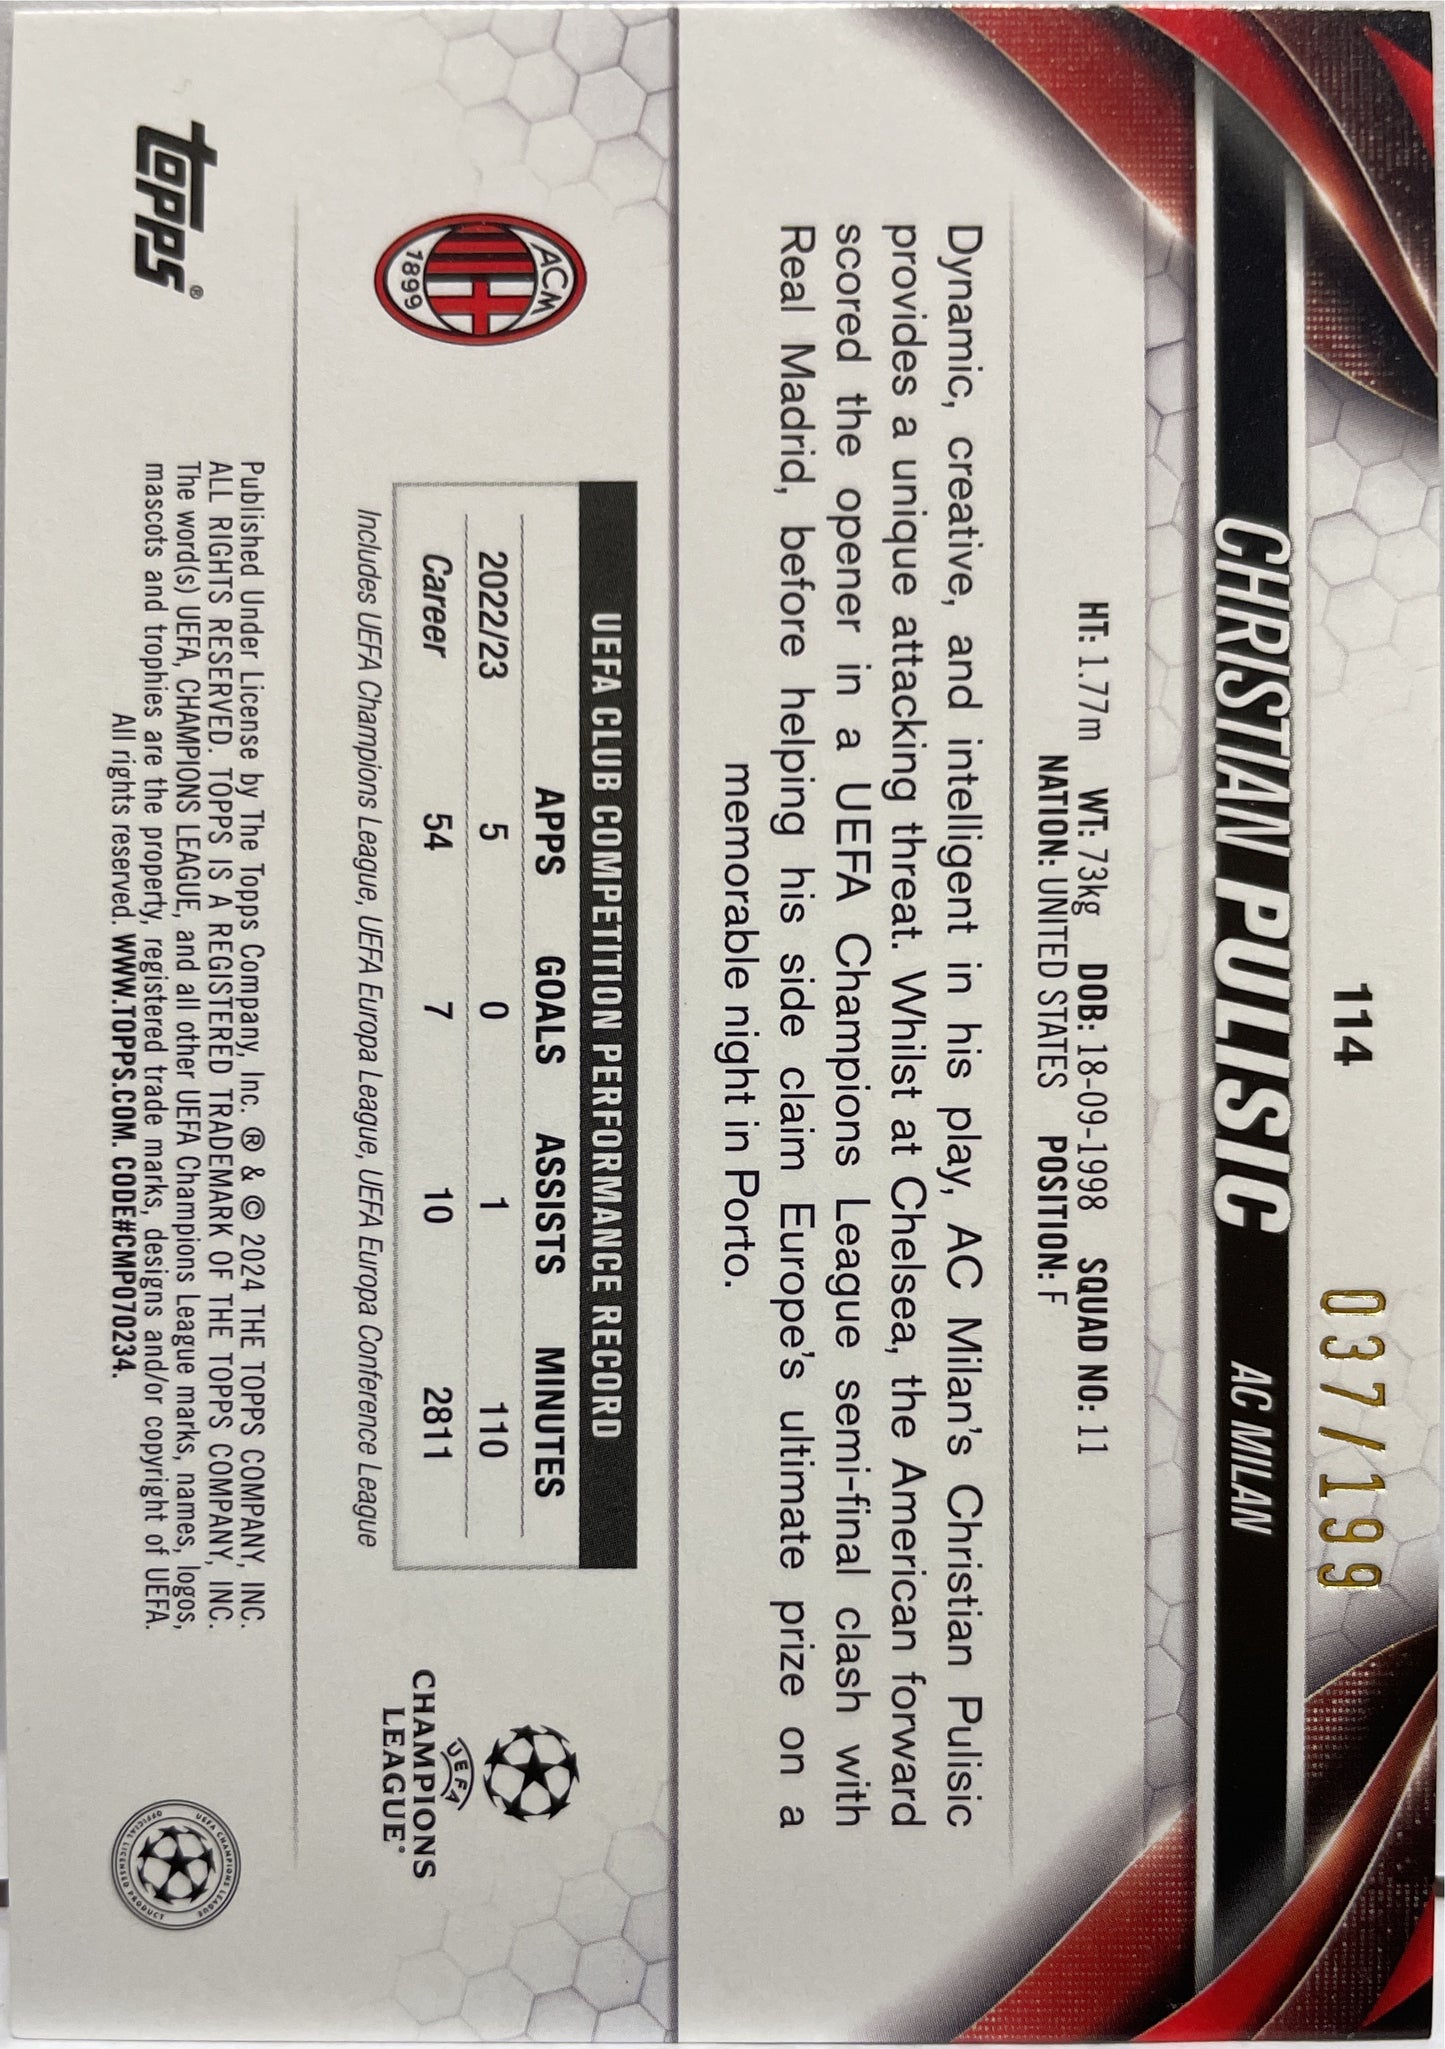 114
037/199
CHRISTIAN PULISIC AC MILAN
HT: 1.77m WT: 73kg DOB: 18-09-1998 SQUAD NO: 11
NATION: UNITED STATES POSITION: F
Dynamic, creative, and intelligent in his play, AC Milan's Christian Pulisic
provides a unique attacking threat. Whilst at Chelsea, the American forward
scored the opener in a UEFA Champions League semi-final clash with
Real Madrid, before helping his side claim Europe's ultimate prize on a
memorable night in Porto.
ACM
1899
UEFA CLUB COMPETITION PERFORMANCE RECORD
APPS GOALS ASSISTS MINUTES
2022/23 5 0 1 110
Career 54 7 10 2811
Includes UEFA Champions League, UEFA Europa League, UEFA Europa Conference League
UEFA
CHAMPIONS
LEAGUE®
topps®
Published Under License by The Topps Company, Inc. ® & © 2024 THE TOPPS COMPANY, INC.
ALL RIGHTS RESERVED. TOPPS IS A REGISTERED TRADEMARK OF THE TOPPS COMPANY, INC.
The word(s) UEFA, CHAMPIONS LEAGUE, and all other UEFA Champions League marks, names, logos,
mascots and trophies are the property, registered trade marks, designs and/or copyright of UEFA.
All rights reserved. WWW.TOPPS.COM. CODE#CMP070234.
UEFA CHAMPIONS LEAGUE
OFFICIAL LICENSED PRODUCT